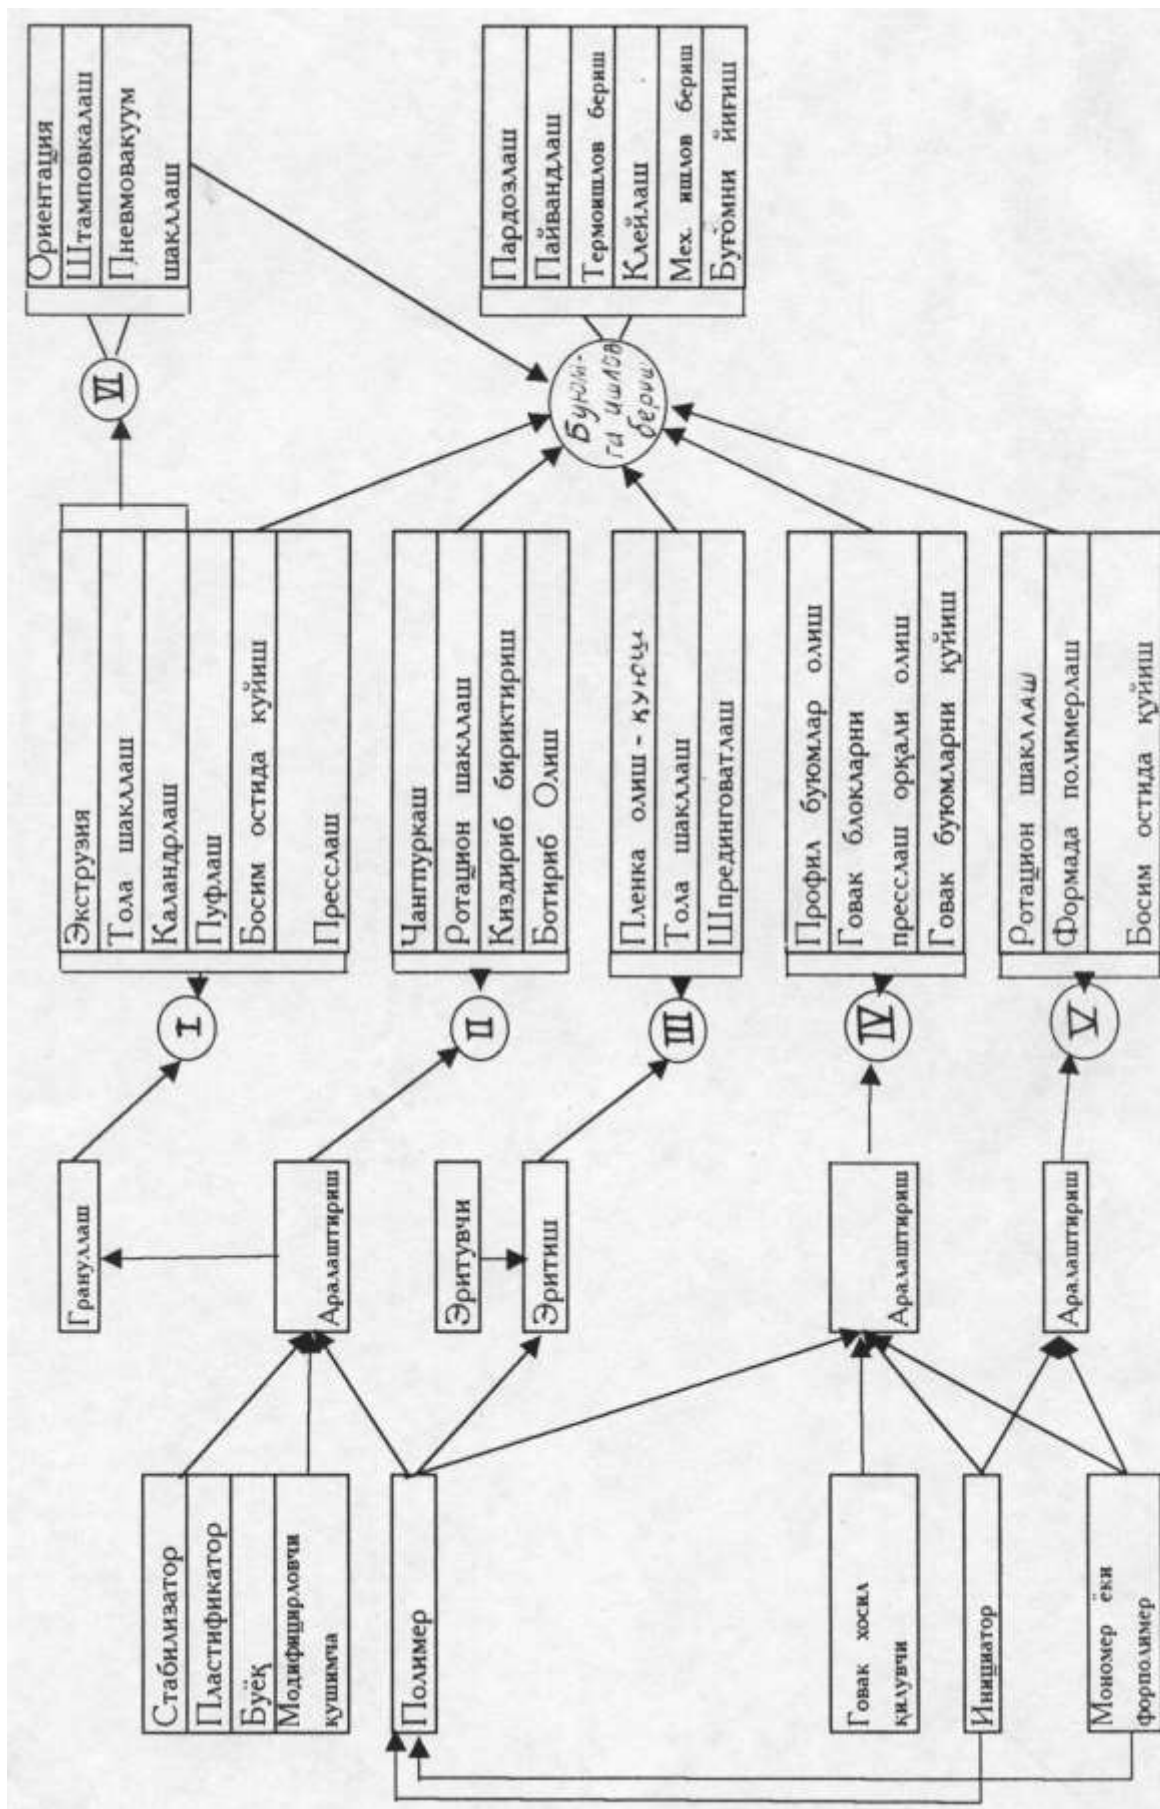 Стабилизатор
Пластификатор
Буёқ
Модифицирловчи
қушимча
Полимер
Говак хосил
қилувчи
Инициатор
Мономер ёки
форполимер
Грануллаш
Аралаштириш
Эритувчи
Эритиш
Аралаштириш
Аралаштириш
I
II
III
IV
V
Экструзия
Тола шакллаш
Каландрлаш
Пуфлаш
Босим остида куйиш
Пресслаш
Чангпуркаш
Ротацион шакллаш
Киздириб бириктириш
Ботириб Олиш
Пленка олиш - қуюш
Тола шакллаш
Шпрединговатлаш
Профил буюмлар олиш
Говак блокларни
пресслаш орқали олиш
Говак буюмларни қуйиш
Ротацион шакллаш
Формада полимерлаш
Босим остида қуйиш
VI
Буюм-
га ишлов
бериш
Ориентация
Штамповкалаш
Пневмовакуум
шакллаш
Пардозлаш
Пайвандлаш
Термоишлов бериш
Клейлаш
Мех. ишлов бериш
Буғомни йиғиш